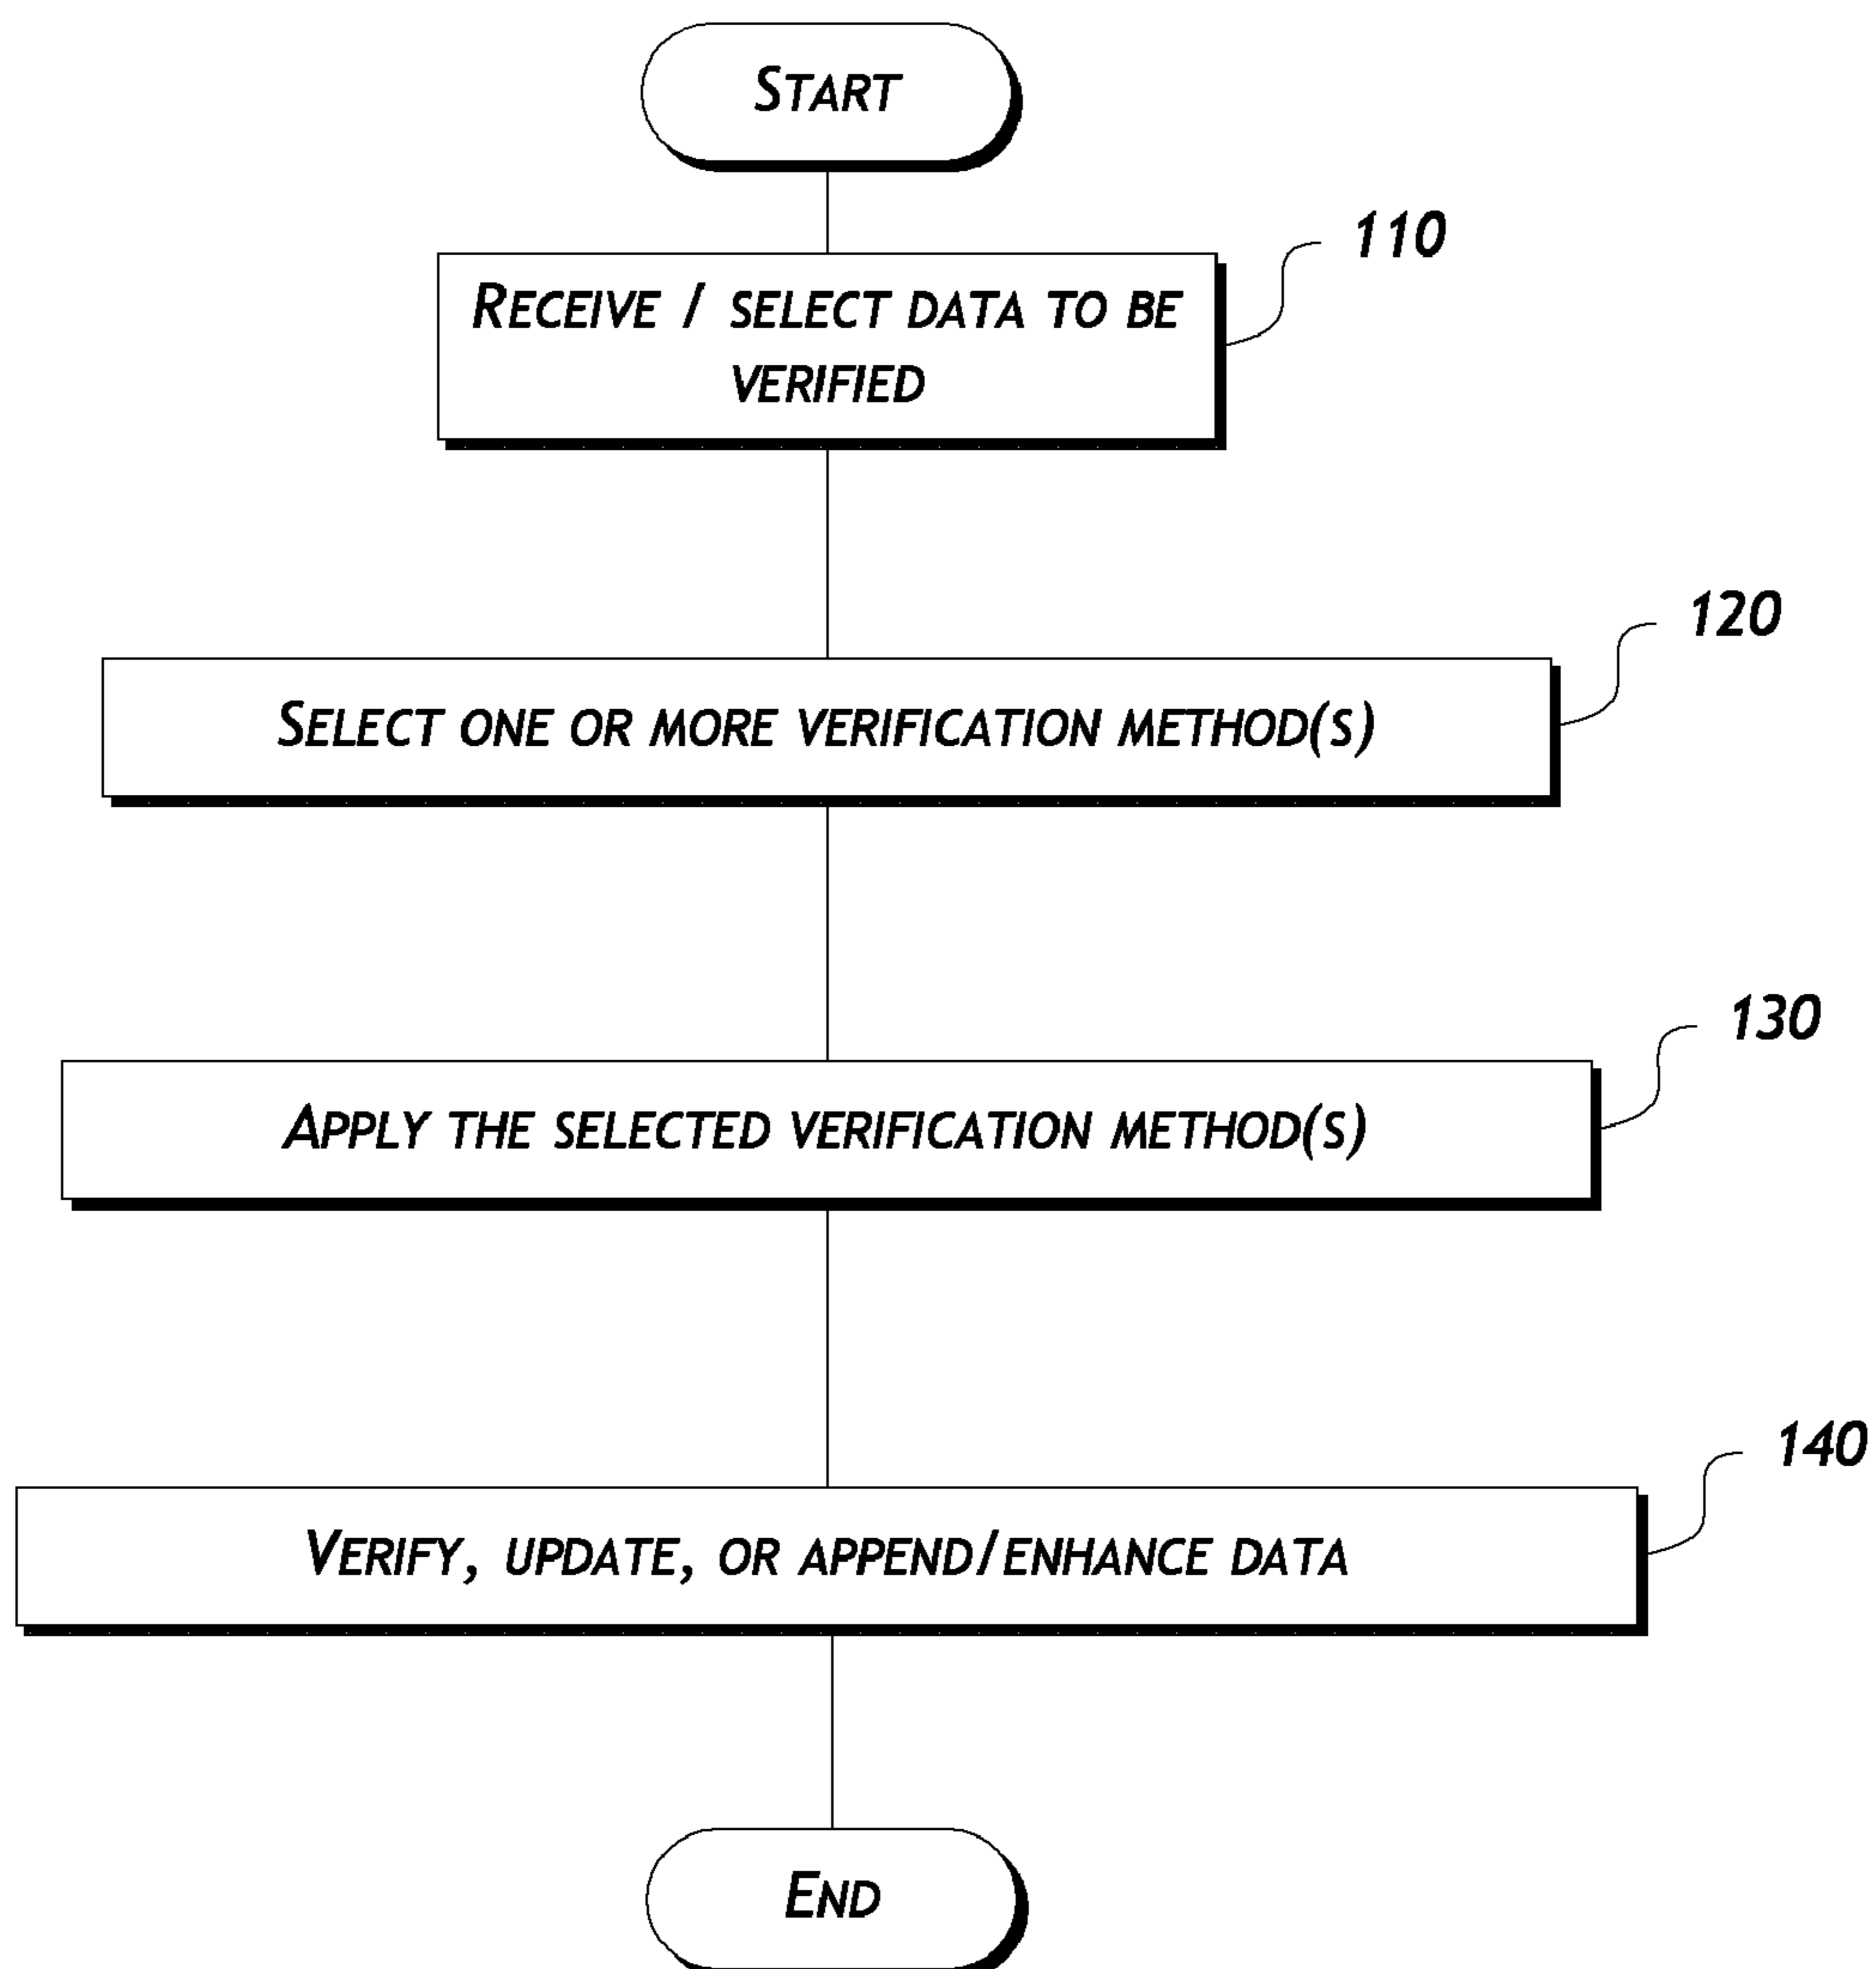 START
110
RECEIVE / SELECT DATA TO BE
VERIFIED
120
SELECT ONE OR MORE VERIFICATION METHOD(S)
130
APPLY THE SELECTED VERIFICATION METHOD(S)
140
VERIFY, UPDATE, OR APPEND/ENHANCE DATA
END